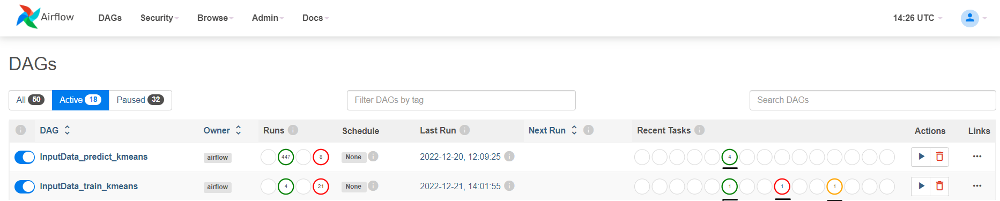 Airflow DAGs Security Browse Admin Docs 14:26 UTC
DAGs
All 50 Active 18 Paused 32 Filter DAGs by tag Search DAGs
DAG Owner Runs Schedule Last Run Next Run Recent Tasks Actions Links
InputData_predict_kmeans airflow 447 8 None 2022-12-20, 12:09:25 4
InputData_train_kmeans airflow 4 21 None 2022-12-21, 14:01:55 1 1 1